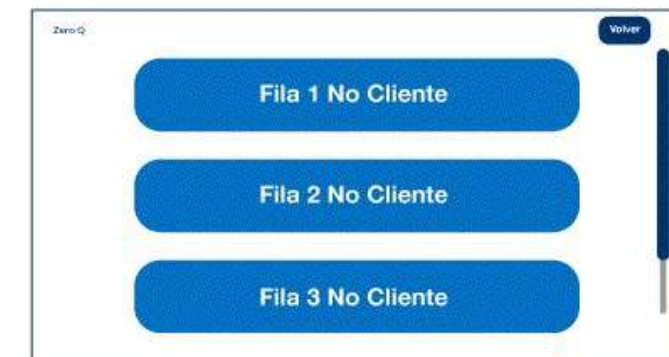 Zero Q
Volver
Fila 1 No Cliente
Fila 2 No Cliente
Fila 3 No Cliente